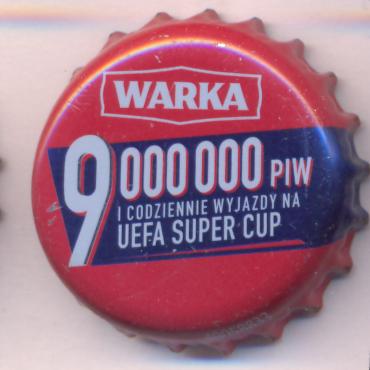 WARKA
9 000 000 PIW
I CODZIENNIE WYJAZDY NA
UEFA SUPER CUP